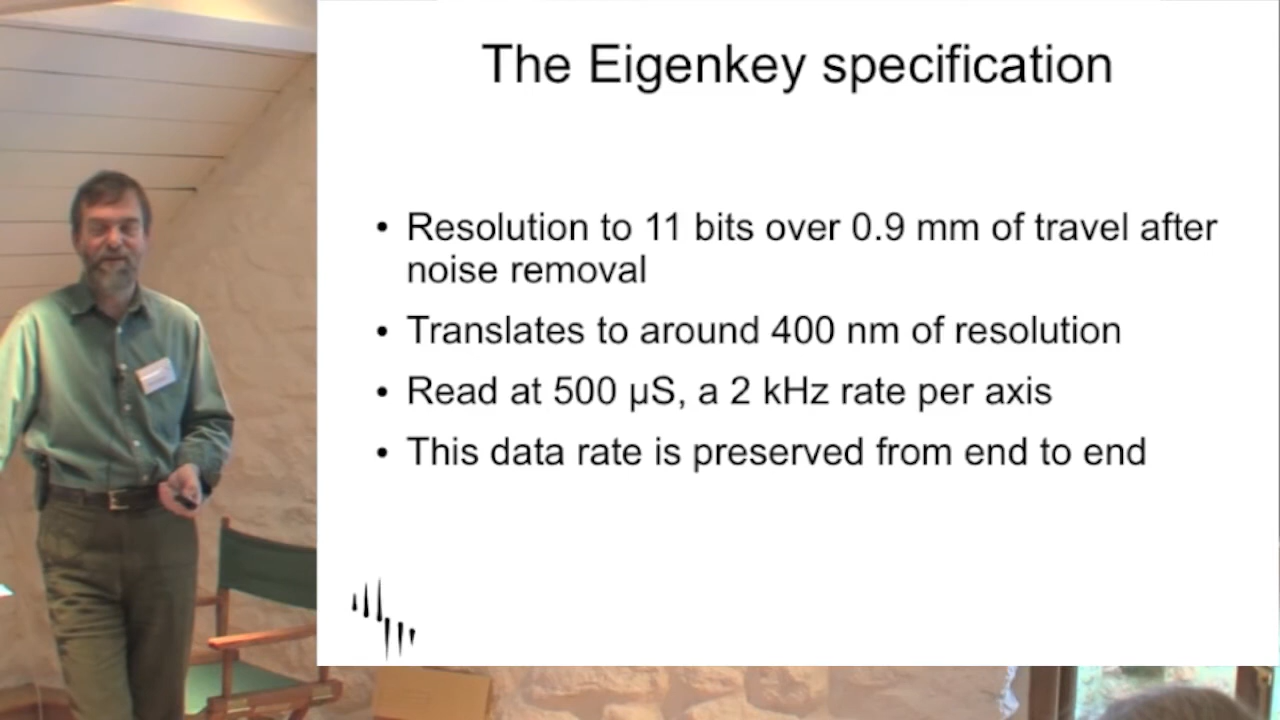 The Eigenkey specification
• Resolution to 11 bits over 0.9 mm of travel after
noise removal
• Translates to around 400 nm of resolution
• Read at 500 µS, a 2 kHz rate per axis
• This data rate is preserved from end to end